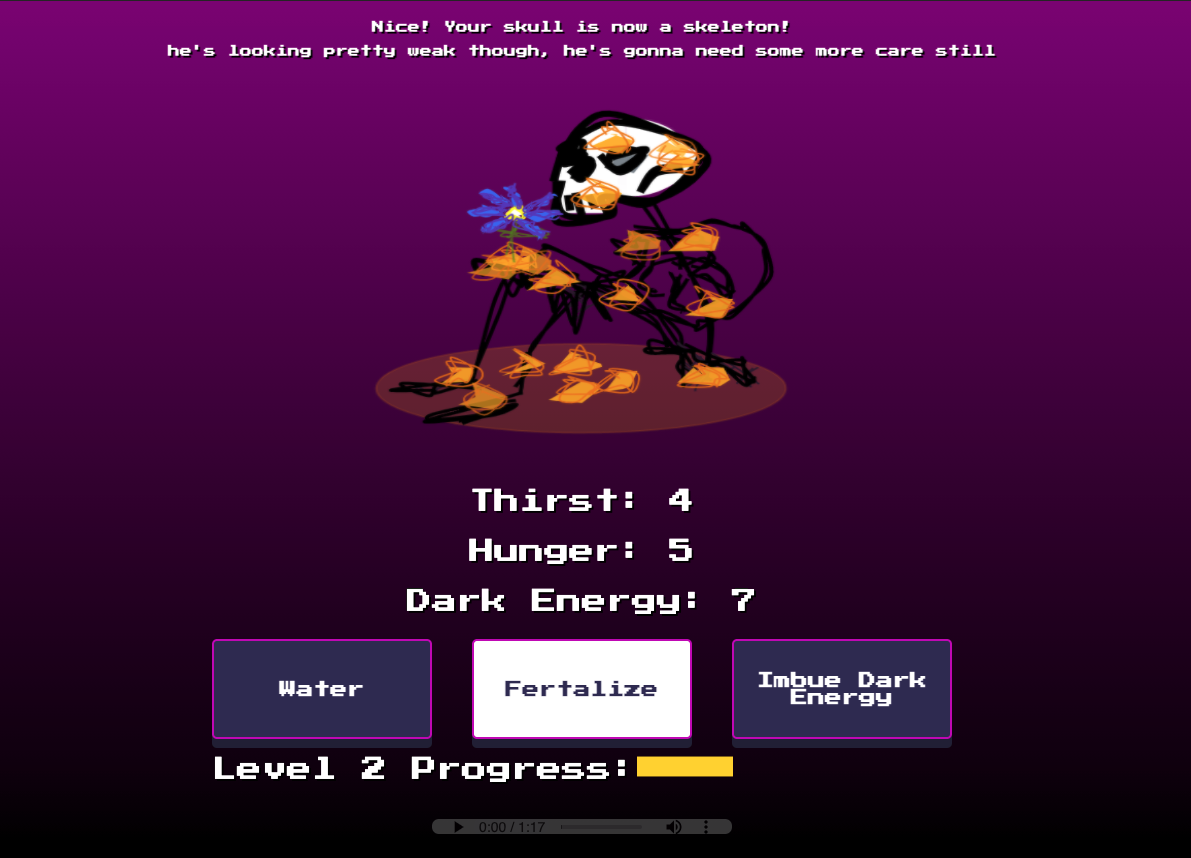 Nice! Your skull is now a skeleton!
he's looking pretty weak though, he's gonna need some more care still
Thirst: 4
Hunger: 5
Dark Energy: 7
Water
Fertalize
Imbue Dark
Energy
Level 2 Progress:
0:00 / 1:17